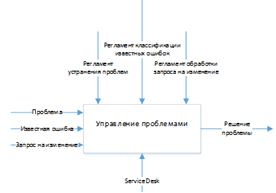 Регламент классификации
известных ошибок
Регламент
устранения проблем
Регламент обработки
запроса на изменение
Проблема
Известная ошибка
Запрос на изменение
Управление проблемами
Решение
проблемы
ServiceDesk